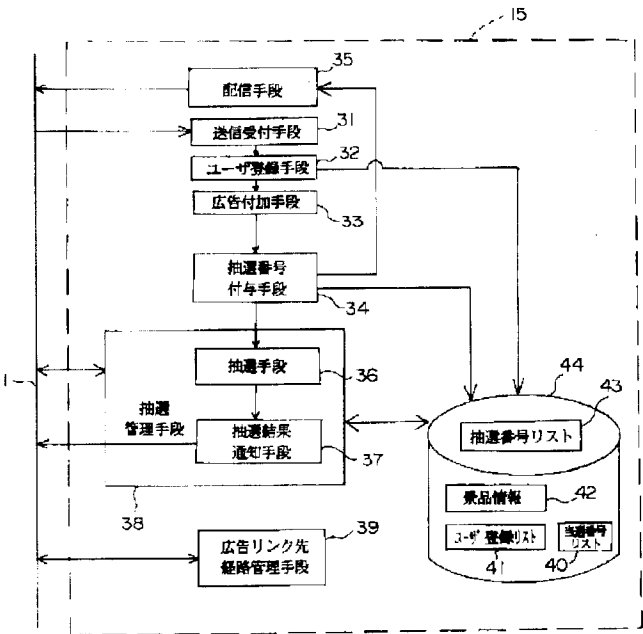 15
35
配信手段
31
送信受付手段
32
ユーザ登録手段
広告付加手段
33
抽選番号
付与手段
34
1
抽選手段
36
抽選
管理手段
抽選結果
通知手段
37
38
39
広告リンク先
経路管理手段
44
43
抽選番号リスト
景品情報
42
ユーザ登録リスト
41
当選番号
リスト
40